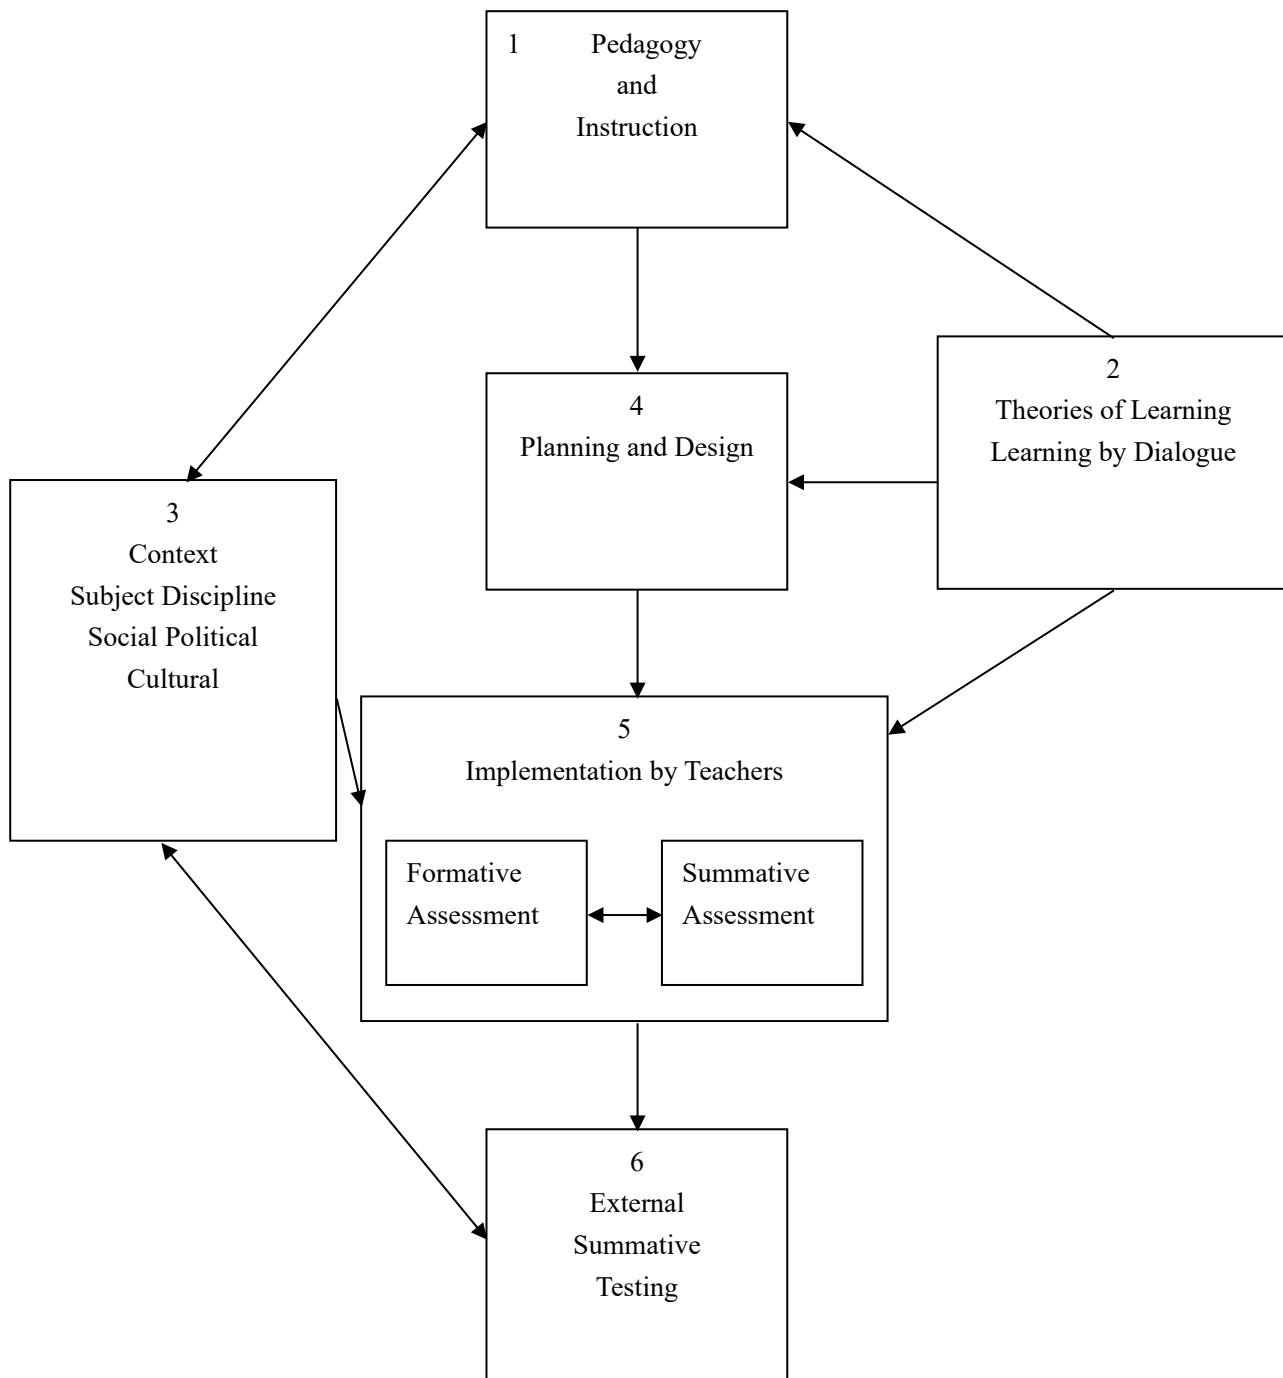 1 Pedagogy
and
Instruction
2
Theories of Learning
Learning by Dialogue
3
Context
Subject Discipline
Social Political
Cultural
4
Planning and Design
5
Implementation by Teachers
Formative
Assessment
Summative
Assessment
6
External
Summative
Testing